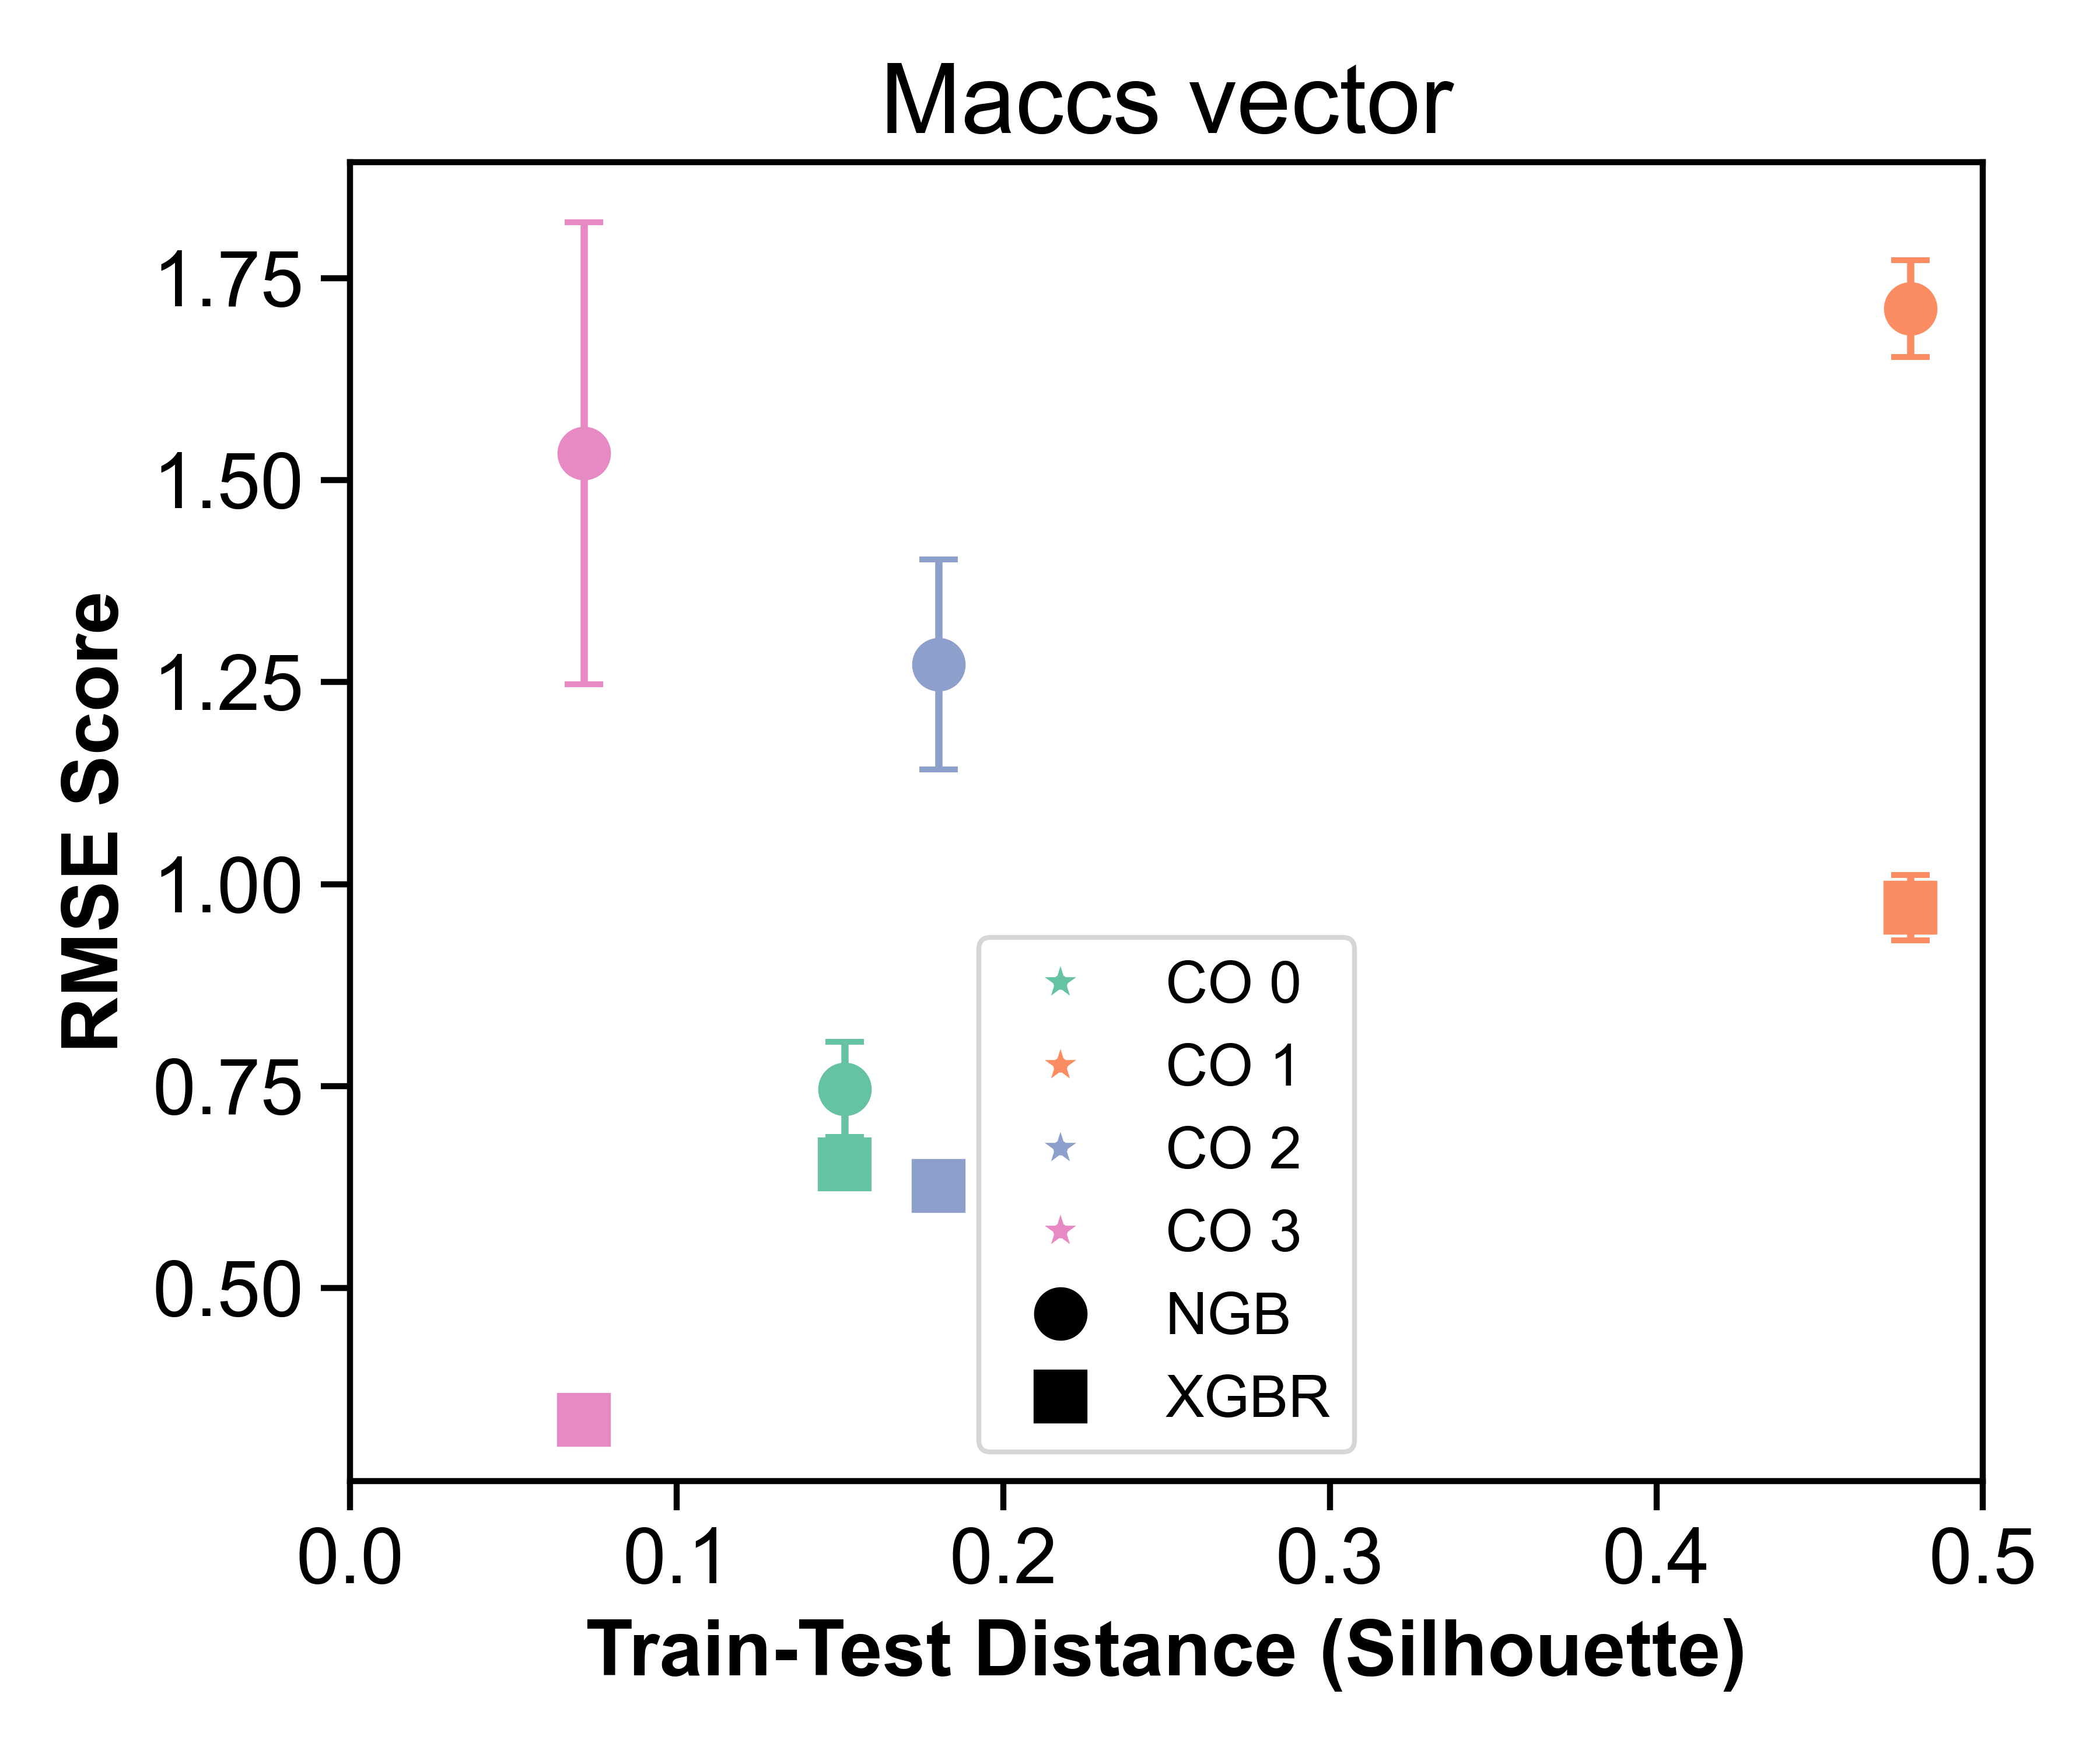 Maccs vector
RMSE Score
1.75
1.50
1.25
1.00
0.75
0.50
CO 0
CO 1
CO 2
CO 3
NGB
XGBR
0.0 0.1 0.2 0.3 0.4 0.5
Train-Test Distance (Silhouette)